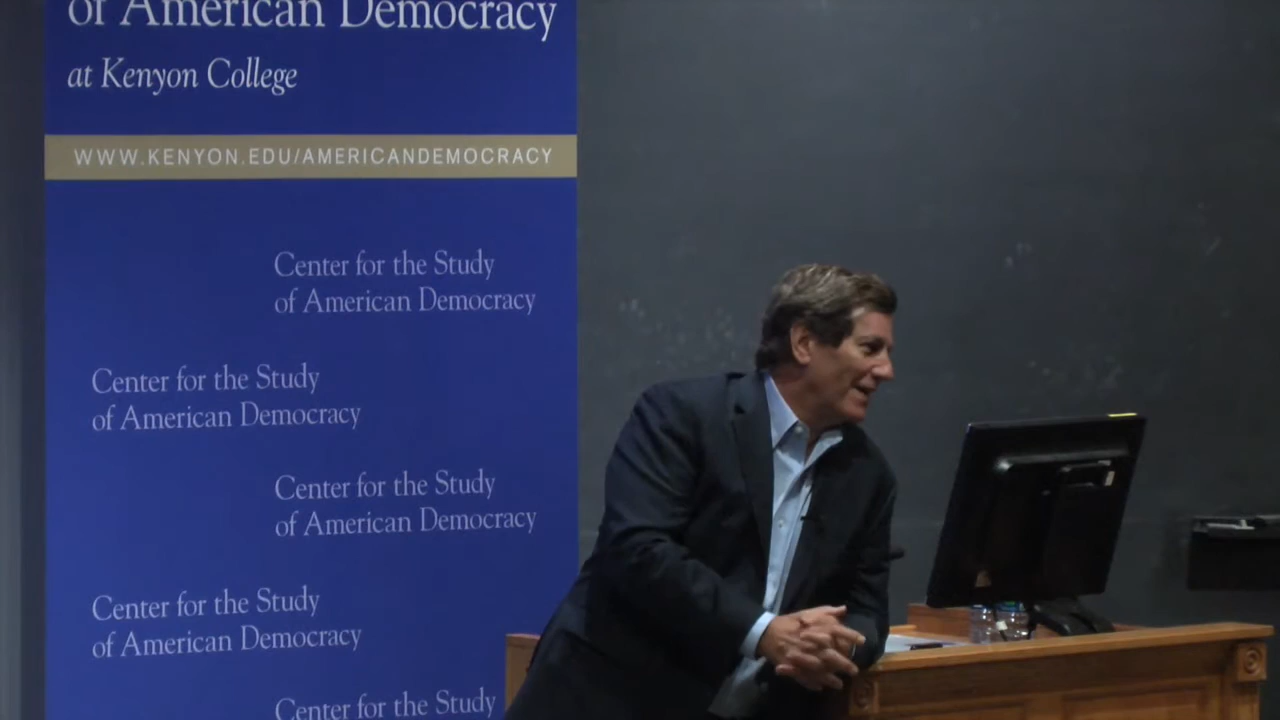 of American Democracy
at Kenyon College
WWW.KENYON.EDU/AMERICANDEMOCRACY
Center for the Study
of American Democracy
Center for the Study
of American Democracy
Center for the Study
of American Democracy
Center for the Study
of American Democracy
Center for the Study